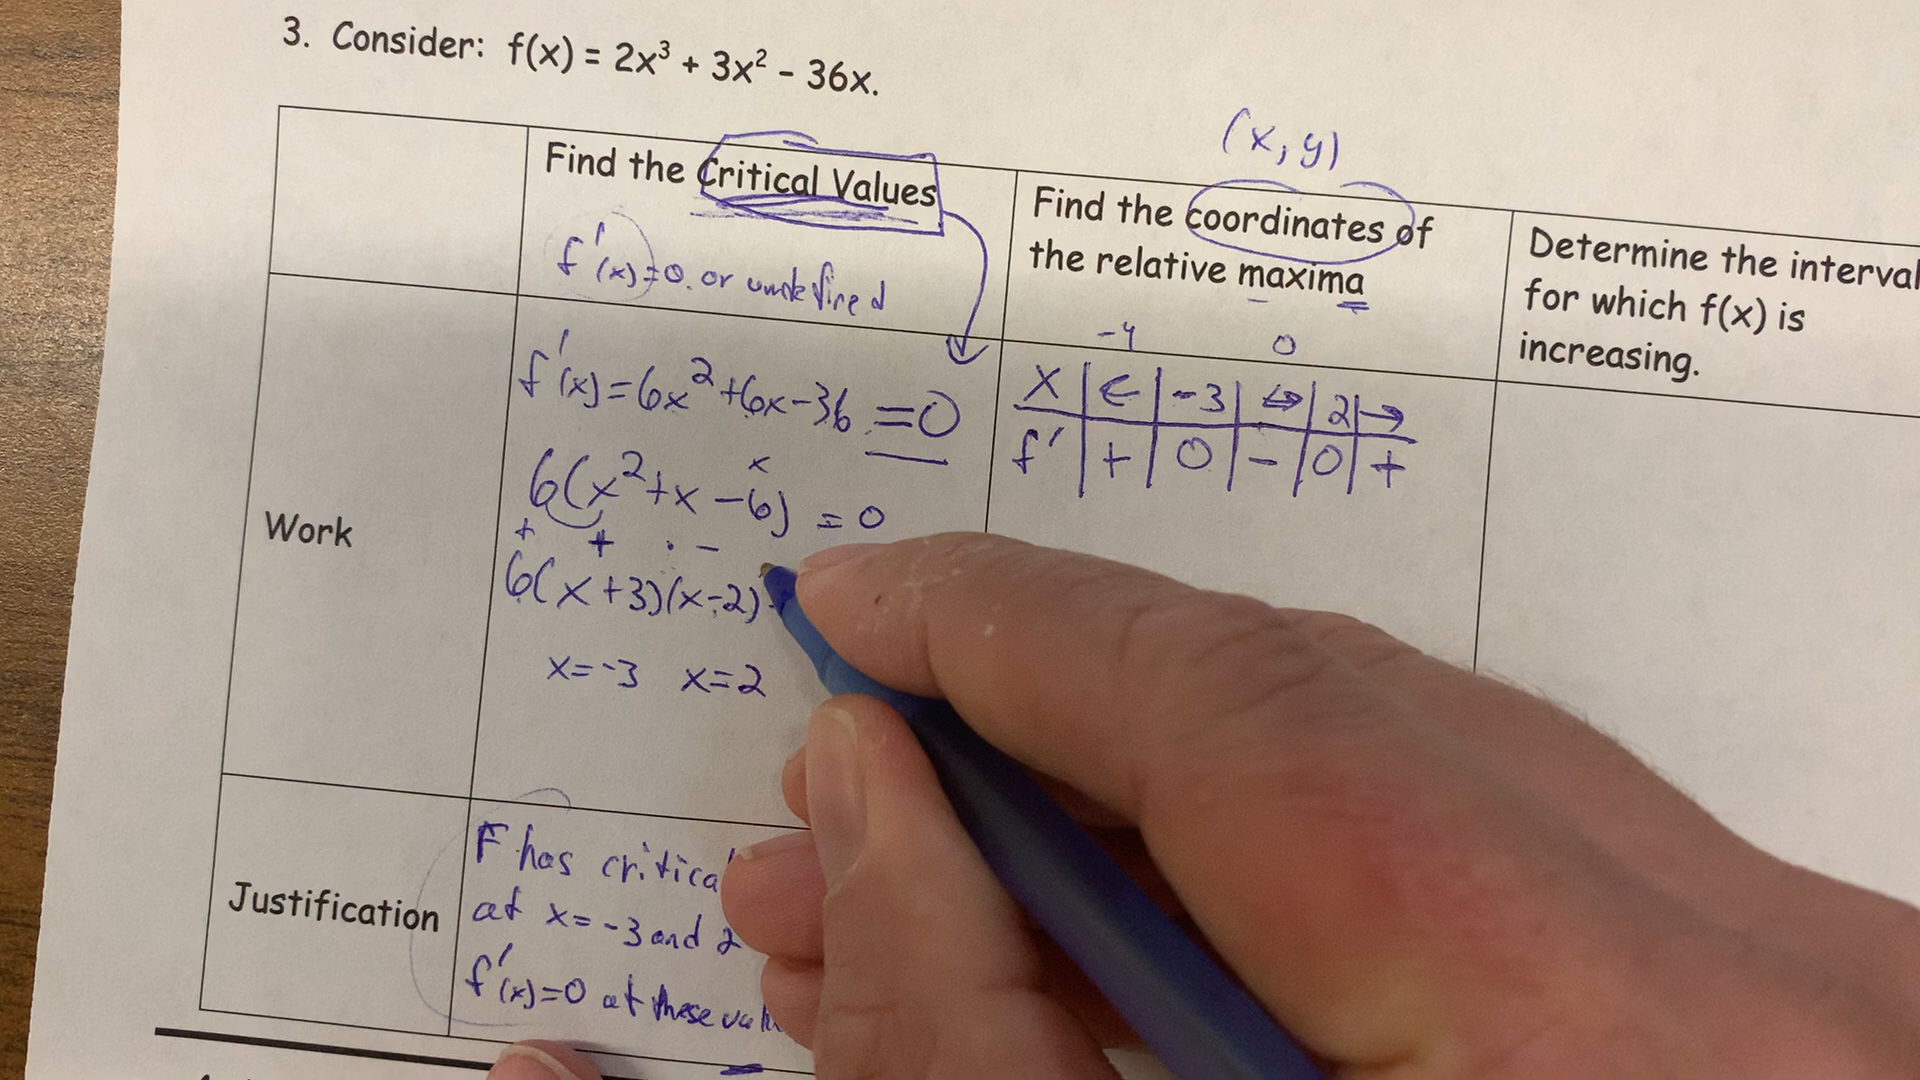 3. Consider: f(x) = 2x³ + 3x² - 36x.
(x, y)
Find the Critical Values
f'(x)=0. or undefined
Find the coordinates of
the relative maxima
Determine the interval
for which f(x) is
increasing.
Work
f'(x)=6x²+6x-36 =0
6(x²+x-6) = 0
+ + -
6(x+3)(x-2)
x=-3 x=2
-4 0
x ← -3 ↔ 2 →
f' + 0 - 0 +
Justification
F has
at x=-3 and 2
f'(x)=0 at these